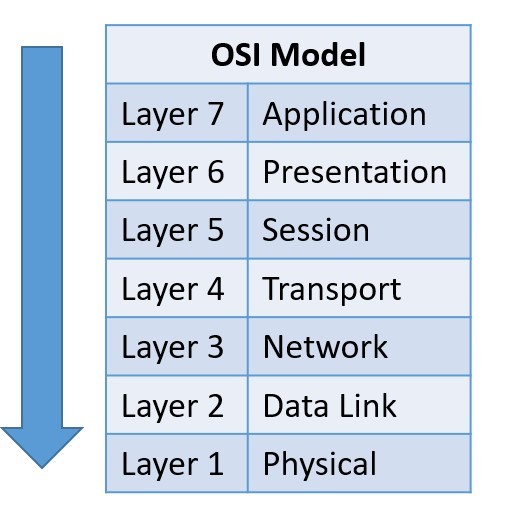 OSI Model
Layer 7 Application
Layer 6 Presentation
Layer 5 Session
Layer 4 Transport
Layer 3 Network
Layer 2 Data Link
Layer 1 Physical